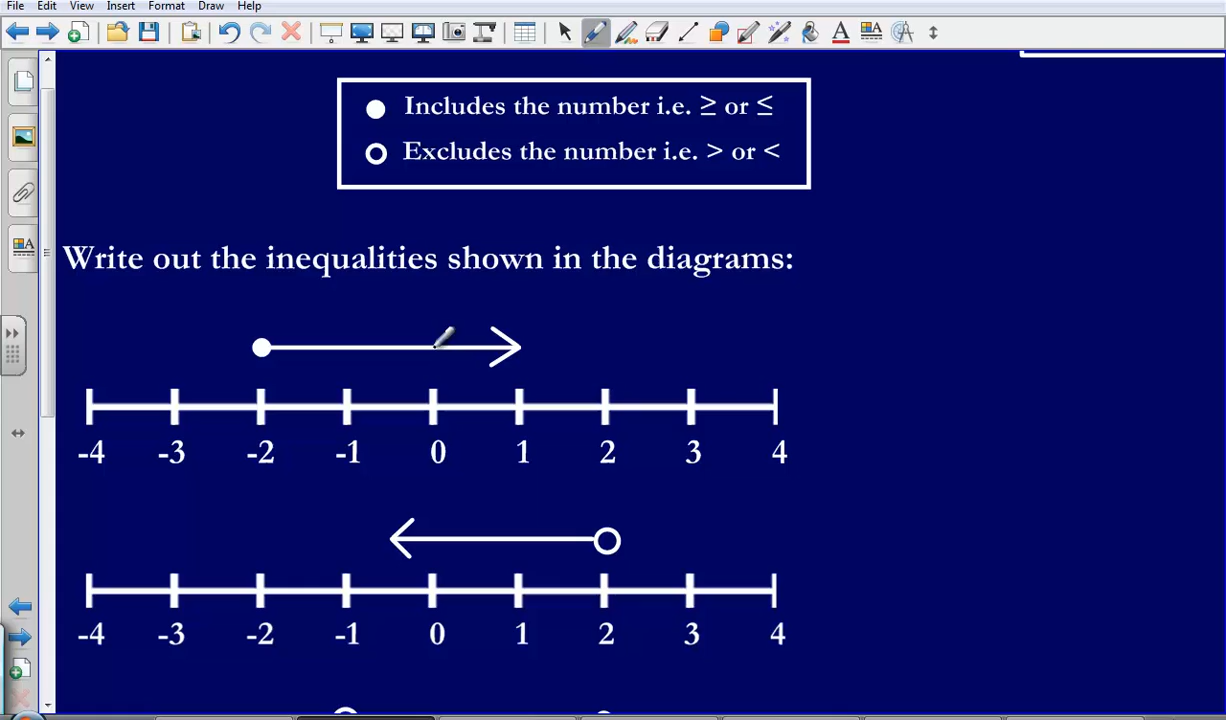 File Edit View Insert Format Draw Help
Includes the number i.e. ≥ or ≤
Excludes the number i.e. > or <
Write out the inequalities shown in the diagrams:
-4 -3 -2 -1 0 1 2 3 4
-4 -3 -2 -1 0 1 2 3 4